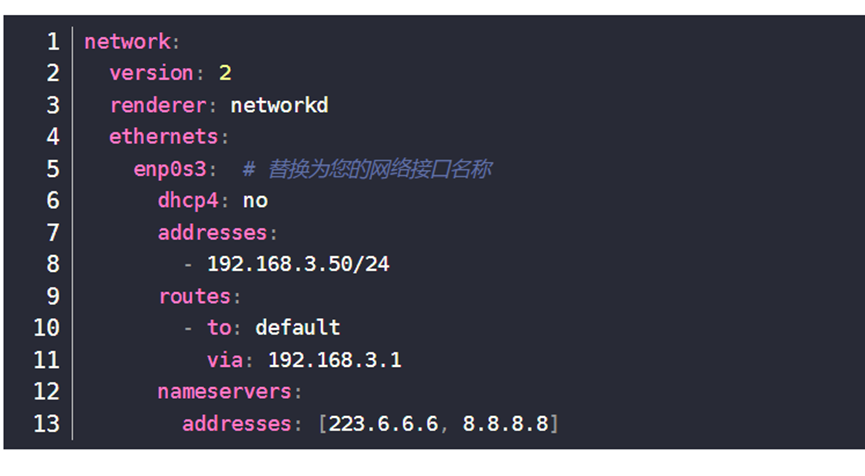 1 network:
2   version: 2
3   renderer: networkd
4   ethernets:
5     enp0s3:  # 替换为您的网络接口名称
6       dhcp4: no
7       addresses:
8         - 192.168.3.50/24
9       routes:
10         - to: default
11           via: 192.168.3.1
12       nameservers:
13         addresses: [223.6.6.6, 8.8.8.8]